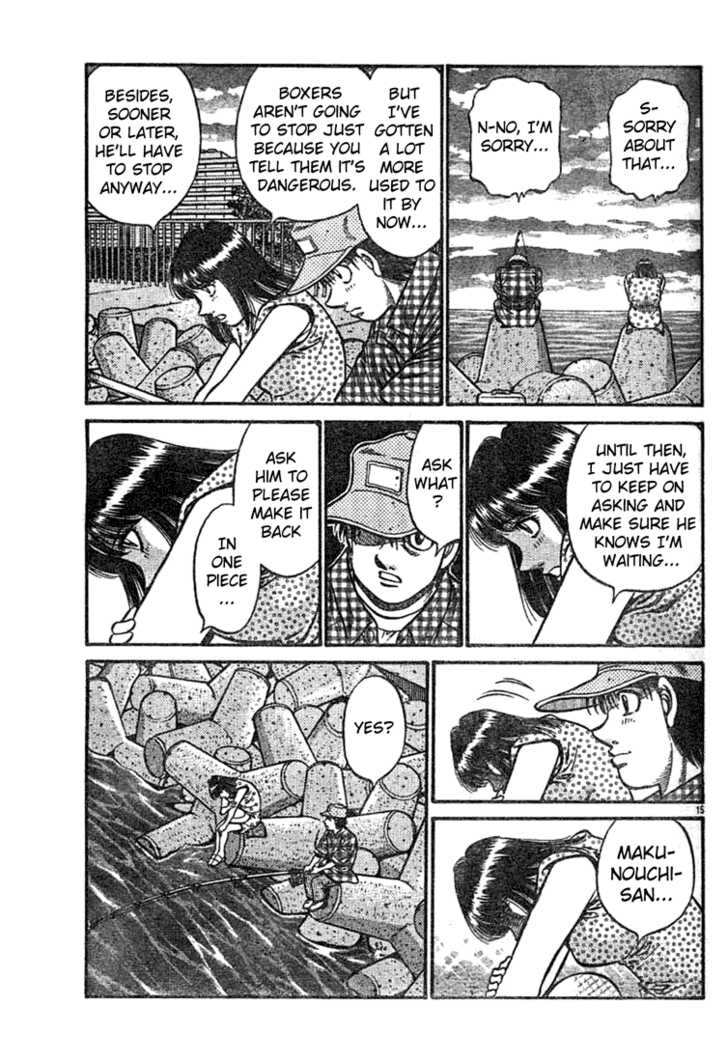 S-
SORRY
ABOUT
THAT...
N-NO, I'M
SORRY...
BUT
I'VE
GOTTEN
A LOT
MORE
USED TO
IT BY
NOW...
BOXERS
AREN'T GOING
TO STOP JUST
BECAUSE YOU
TELL THEM IT'S
DANGEROUS.
BESIDES,
SOONER
OR LATER,
HE'LL HAVE
TO STOP
ANYWAY...
UNTIL THEN,
I JUST HAVE
TO KEEP ON
ASKING AND
MAKE SURE HE
KNOWS I'M
WAITING...
ASK
WHAT
?
ASK
HIM TO
PLEASE
MAKE IT
BACK
IN
ONE
PIECE
...
15
MAKU-
NOUCHI-
SAN...
YES?